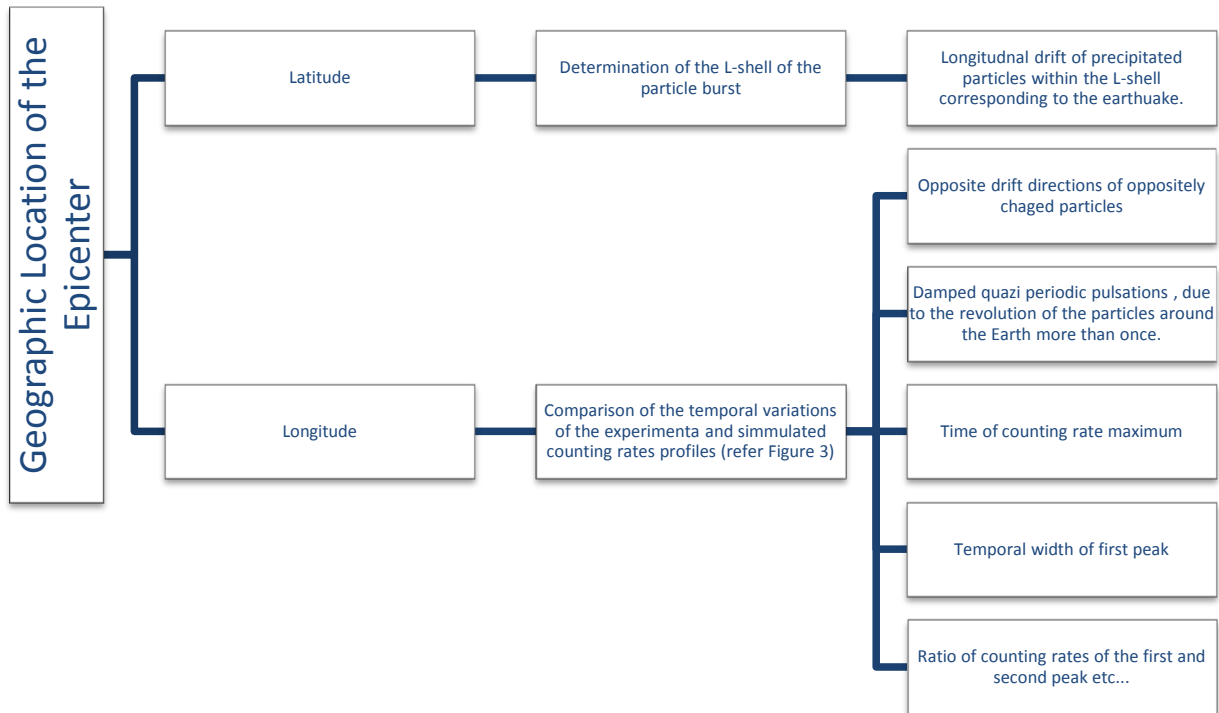 Geographic Location of the
Epicenter
Latitude
Determination of the L-shell of the
particle burst
Longitudnal drift of precipitated
particles within the L-shell
corresponding to the earthuake.
Longitude
Comparison of the temporal variations
of the experimenta and simmulated
counting rates profiles (refer Figure 3)
Opposite drift directions of oppositely
chaged particles
Damped quazi periodic pulsations , due
to the revolution of the particles around
the Earth more than once.
Time of counting rate maximum
Temporal width of first peak
Ratio of counting rates of the first and
second peak etc...